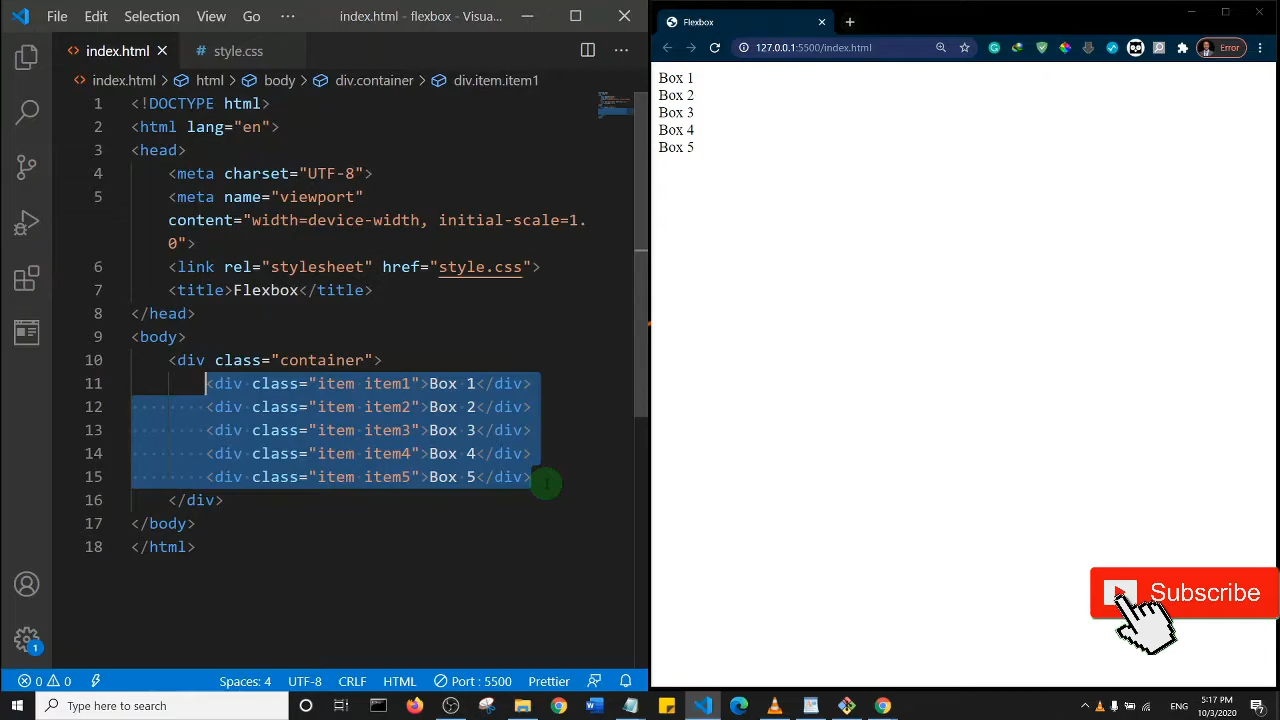 File Edit Selection View Go ··· index.html - flexbox - Visua...
index.html style.css
index.html > html > body > div.container > div.item.item1
1 <!DOCTYPE html>
2 <html lang="en">
3 <head>
4 <meta charset="UTF-8">
5 <meta name="viewport"
content="width=device-width, initial-scale=1.
0">
6 <link rel="stylesheet" href="style.css">
7 <title>Flexbox</title>
8 </head>
9 <body>
10 <div class="container">
11 <div class="item item1">Box 1</div>
12 <div class="item item2">Box 2</div>
13 <div class="item item3">Box 3</div>
14 <div class="item item4">Box 4</div>
15 <div class="item item5">Box 5</div>
16 </div>
17 </body>
18 </html>
1
0 0 Spaces: 4 UTF-8 CRLF HTML Port : 5500 Prettier
Flexbox
127.0.0.1:5500/index.html Error
Box 1
Box 2
Box 3
Box 4
Box 5
Subscribe
Type here to search
5:17 PM
10/3/2020
7